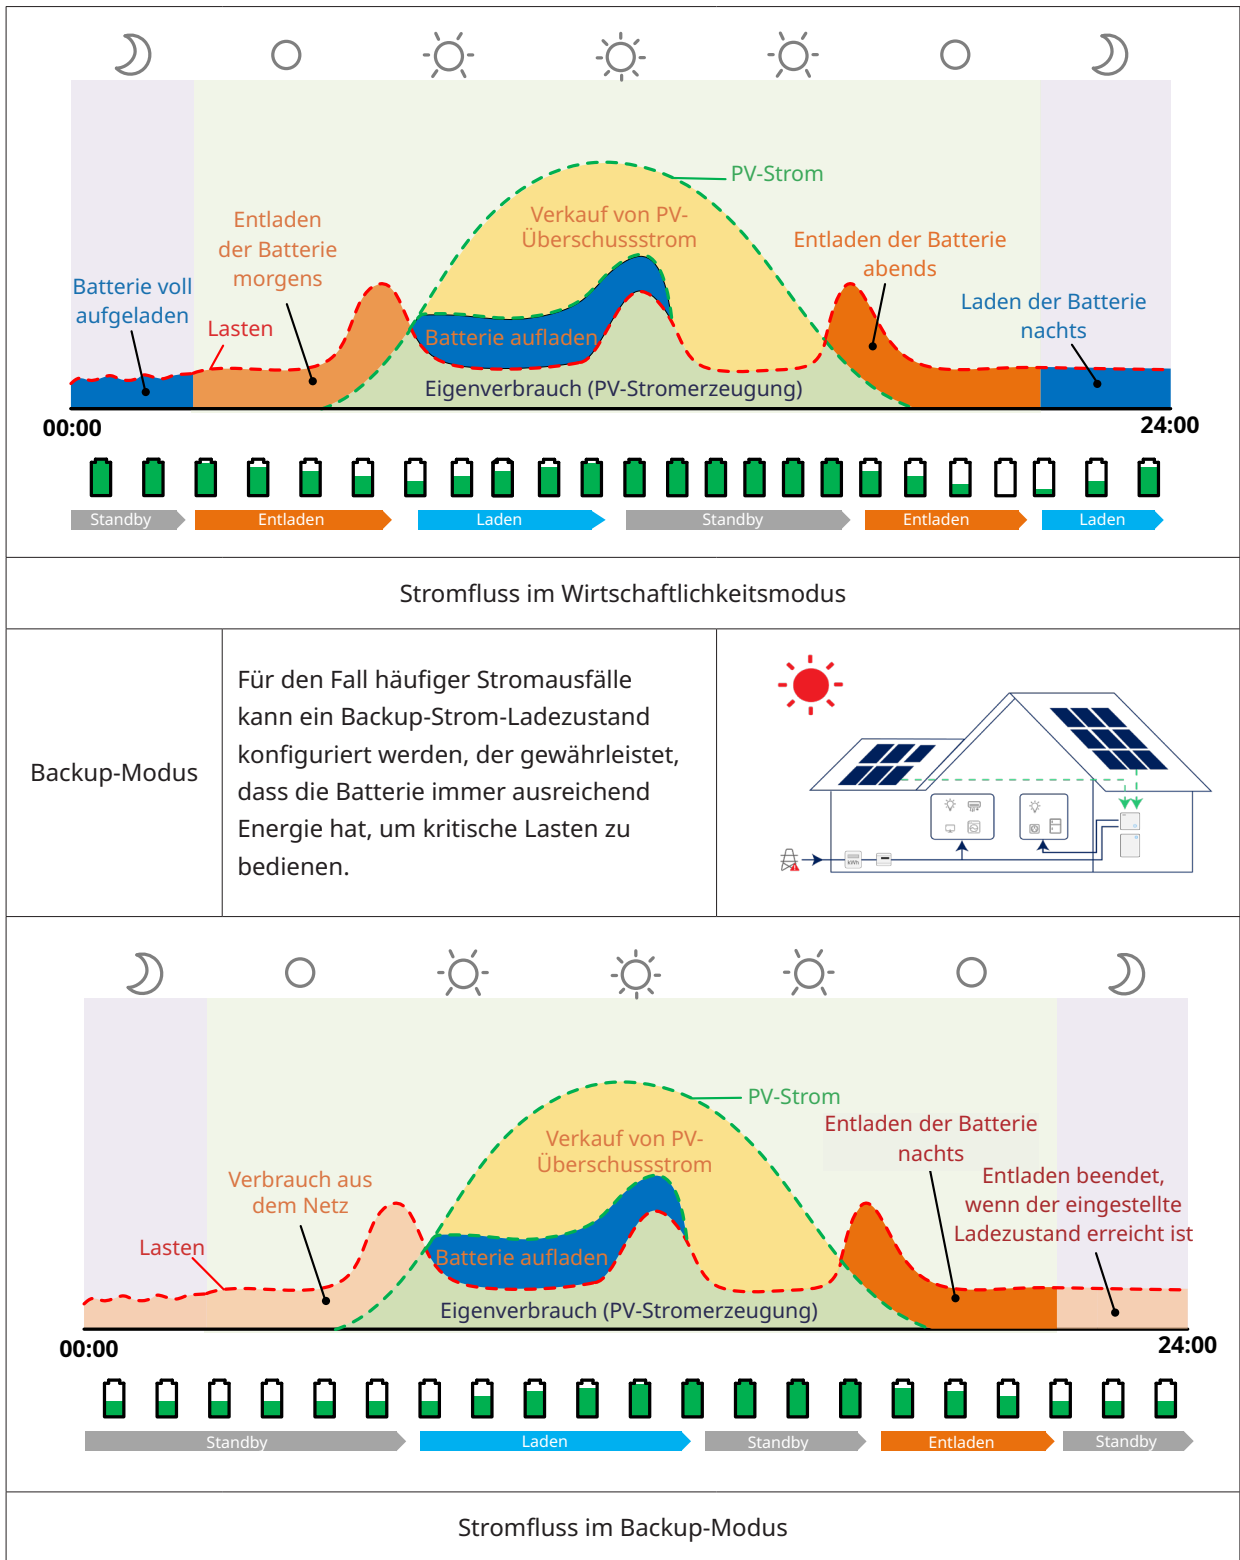 PV-Strom
Verkauf von PV-
Überschussstrom
Entladen
der Batterie
morgens
Entladen der Batterie
abends
Batterie voll
aufgeladen
Lasten
Laden der Batterie
nachts
Batterie aufladen
Eigenverbrauch (PV-Stromerzeugung)
00:00
24:00
Standby
Entladen
Laden
Standby
Entladen
Laden
Stromfluss im Wirtschaftlichkeitsmodus
Backup-Modus
Für den Fall häufiger Stromausfälle
kann ein Backup-Strom-Ladezustand
konfiguriert werden, der gewährleistet,
dass die Batterie immer ausreichend
Energie hat, um kritische Lasten zu
bedienen.
kWh
PV-Strom
Verkauf von PV-
Überschussstrom
Entladen der Batterie
nachts
Verbrauch aus
dem Netz
Entladen beendet,
wenn der eingestellte
Ladezustand erreicht ist
Lasten
Batterie aufladen
Eigenverbrauch (PV-Stromerzeugung)
00:00
24:00
Standby
Laden
Standby
Entladen
Standby
Stromfluss im Backup-Modus